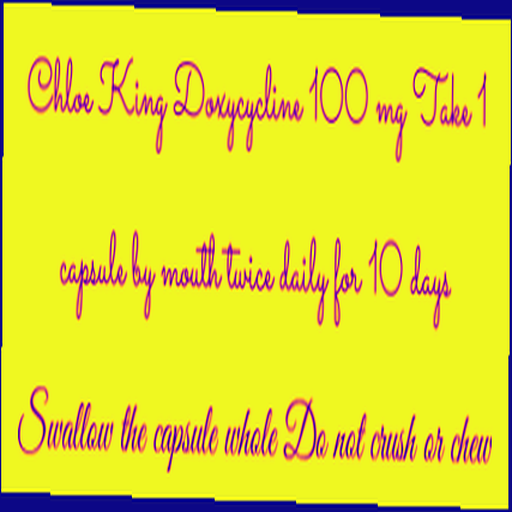 Chloe King Doxycycline 100 mg Take 1
capsule by mouth twice daily for 10 days
Swallow the capsule whole Do not crush or chew